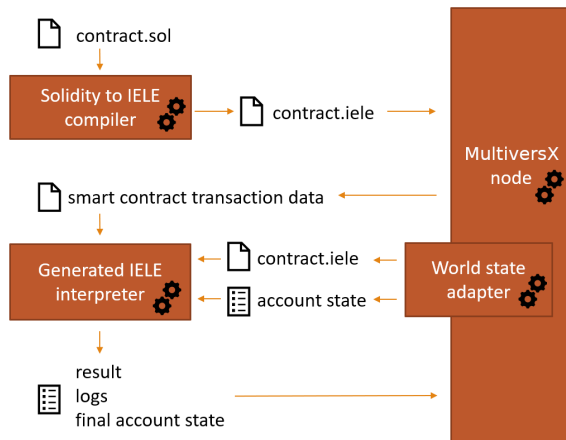 contract.sol
Solidity to IELE
compiler
contract.iele
MultiversX
node
smart contract transaction data
Generated IELE
interpreter
contract.iele
account state
World state
adapter
result
logs
final account state